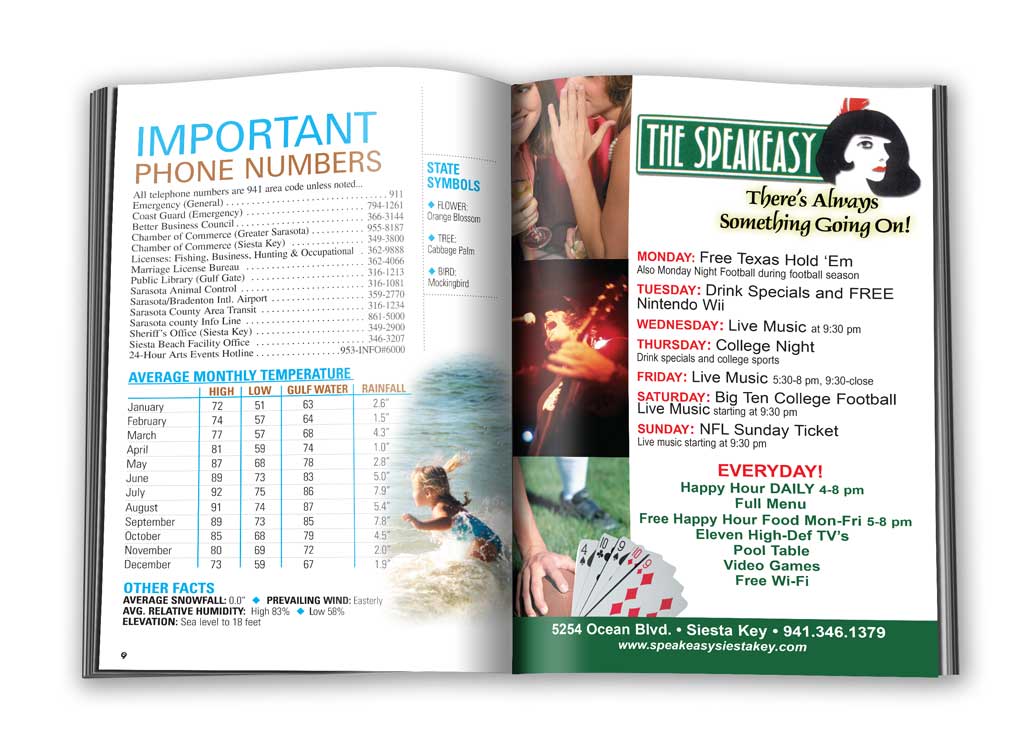 IMPORTANT
PHONE NUMBERS
All telephone numbers are 941 area code unless noted...
Emergency (General) . . . . . . . . . . 911
Coast Guard (Emergency) . . . . . . . . . . 794-1261
Better Business Council . . . . . . . . . . 366-3144
Chamber of Commerce (Greater Sarasota) . . . . . . . . . . 955-8187
Chamber of Commerce (Siesta Key) . . . . . . . . . . 349-3800
Licenses: Fishing, Business, Hunting & Occupational . 362-9888
Marriage License Bureau . . . . . . . . . . 362-4066
Public Library (Gulf Gate) . . . . . . . . . . 316-1213
Sarasota Animal Control . . . . . . . . . . 316-1081
Sarasota/Bradenton Intl. Airport . . . . . . . . . . 359-2770
Sarasota County Area Transit . . . . . . . . . . 316-1234
Sarasota county Info Line . . . . . . . . . . 861-5000
Sheriff's Office (Siesta Key) . . . . . . . . . . 349-2900
Siesta Beach Facility Office . . . . . . . . . . 346-3207
24-Hour Arts Events Hotline . . . . . . . . . . 953-INFO#6000
STATE
SYMBOLS
◆ FLOWER:
Orange Blossom
◆ TREE:
Cabbage Palm
◆ BIRD:
Mockingbird
AVERAGE MONTHLY TEMPERATURE
HIGH LOW GULF WATER RAINFALL
January 72 51 63 2.6"
February 74 57 64 1.5"
March 77 57 68 4.3"
April 81 59 74 1.0"
May 87 68 78 2.8"
June 89 73 83 5.0"
July 92 75 86 7.9"
August 91 74 87 5.4"
September 89 73 85 7.8"
October 85 68 79 4.5"
November 80 69 72 2.0"
December 73 59 67 1.9"
OTHER FACTS
AVERAGE SNOWFALL: 0.0" ◆ PREVAILING WIND: Easterly
AVG. RELATIVE HUMIDITY: High 83% ◆ Low 58%
ELEVATION: Sea level to 18 feet
THE SPEAKEASY
There's Always
Something Going On!
MONDAY: Free Texas Hold 'Em
Also Monday Night Football during football season
TUESDAY: Drink Specials and FREE
Nintendo Wii
WEDNESDAY: Live Music at 9:30 pm
THURSDAY: College Night
Drink specials and college sports
FRIDAY: Live Music 5:30-8 pm, 9:30-close
SATURDAY: Big Ten College Football
Live Music starting at 9:30 pm
SUNDAY: NFL Sunday Ticket
Live music starting at 9:30 pm
EVERYDAY!
Happy Hour DAILY 4-8 pm
Full Menu
Free Happy Hour Food Mon-Fri 5-8 pm
Eleven High-Def TV's
Pool Table
Video Games
Free Wi-Fi
4 10 9 10 9
5254 Ocean Blvd. • Siesta Key • 941.346.1379
www.speakeasysiestakey.com